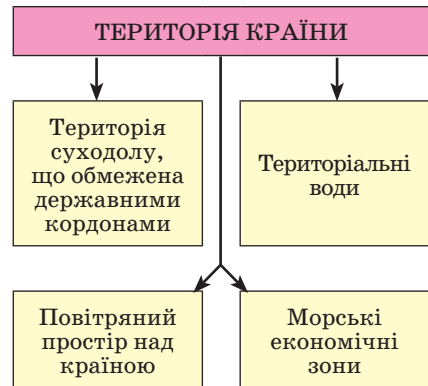 ТЕРИТОРІЯ КРАЇНИ
Територія
суходолу,
що обмежена
державними
кордонами
Територіальні
води
Повітряний
простір над
країною
Морські
економічні
зони